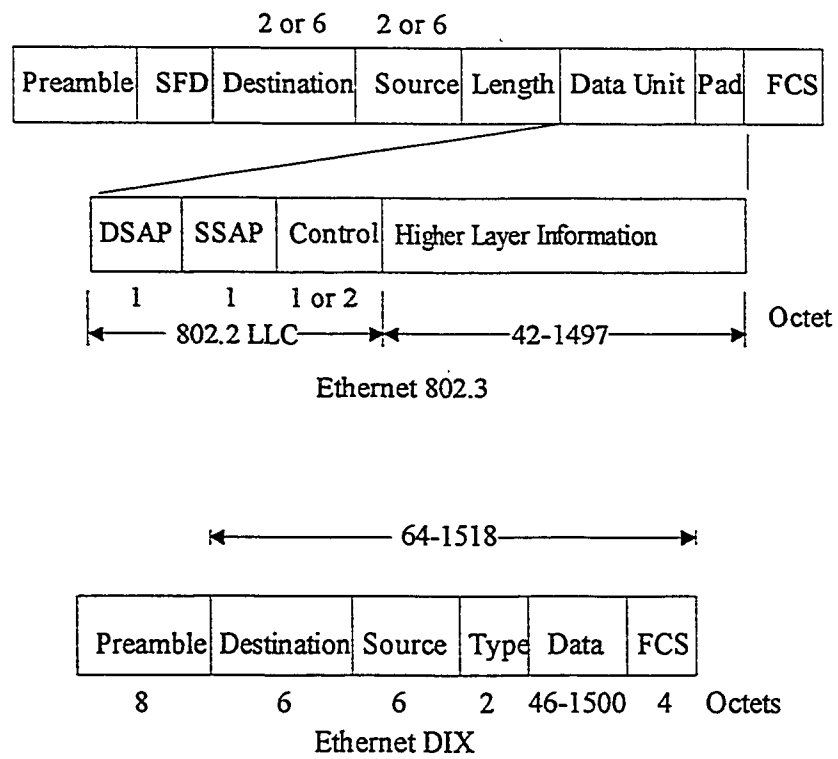 2 or 6 2 or 6
Preamble SFD Destination Source Length Data Unit Pad FCS
DSAP SSAP Control Higher Layer Information
1 1 1 or 2
Octet
802.2 LLC 42-1497
Ethernet 802.3
64-1518
Preamble Destination Source Type Data FCS
8 6 6 2 46-1500 4 Octets
Ethernet DIX